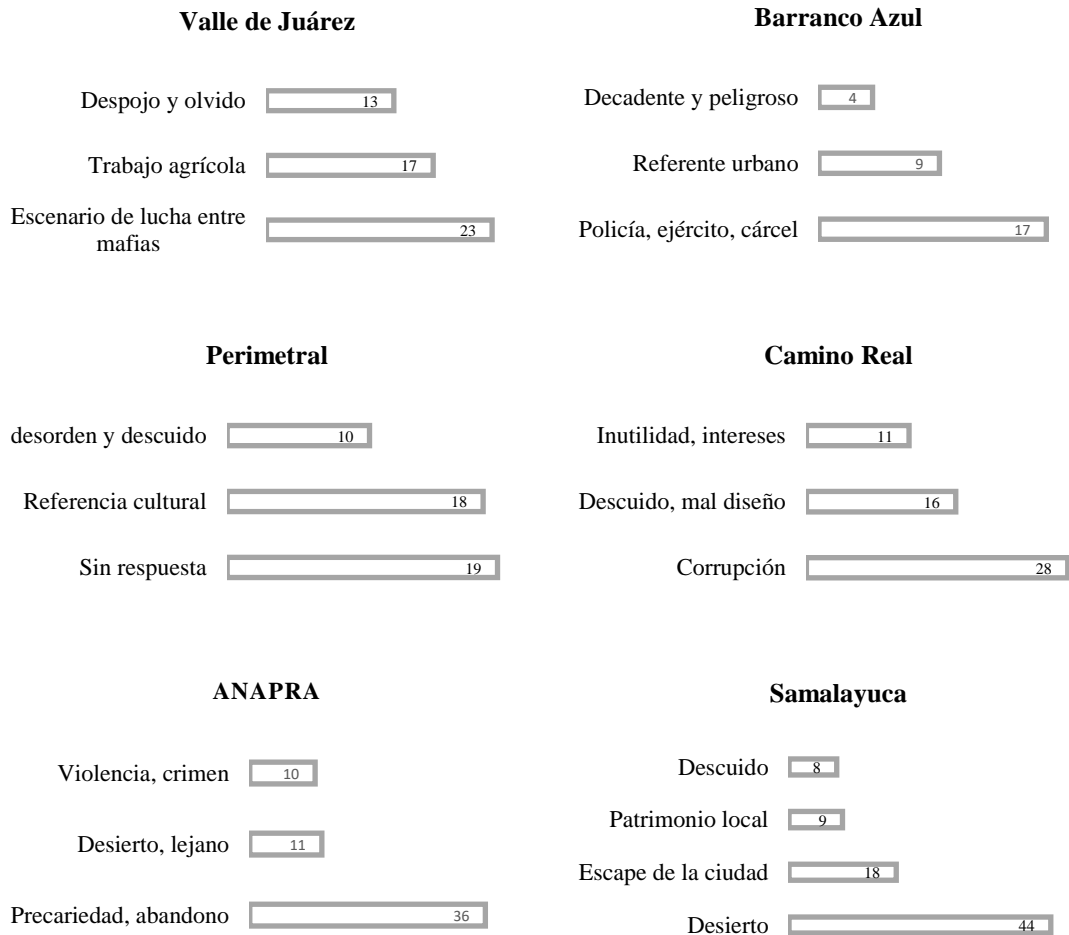 Valle de Juárez
Despojo y olvido 13
Trabajo agrícola 17
Escenario de lucha entre
mafias 23
Barranco Azul
Decadente y peligroso 4
Referente urbano 9
Policía, ejército, cárcel 17
Perimetral
desorden y descuido 10
Referencia cultural 18
Sin respuesta 19
Camino Real
Inutilidad, intereses 11
Descuido, mal diseño 16
Corrupción 28
ANAPRA
Violencia, crimen 10
Desierto, lejano 11
Precariedad, abandono 36
Samalayuca
Descuido 8
Patrimonio local 9
Escape de la ciudad 18
Desierto 44